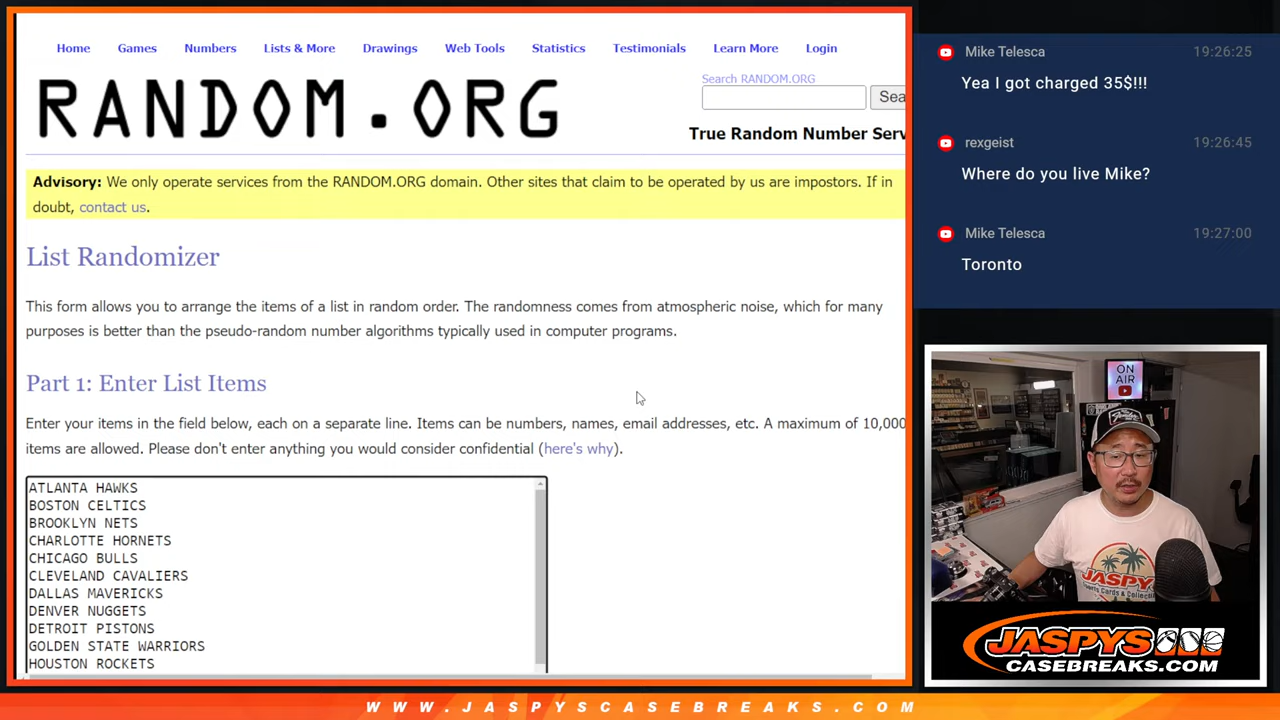 Home Games Numbers Lists & More Drawings Web Tools Statistics Testimonials Learn More Login
RANDOM.ORG
Search RANDOM.ORG
Sea
True Random Number Serv
Advisory: We only operate services from the RANDOM.ORG domain. Other sites that claim to be operated by us are impostors. If in
doubt, contact us.
List Randomizer
This form allows you to arrange the items of a list in random order. The randomness comes from atmospheric noise, which for many
purposes is better than the pseudo-random number algorithms typically used in computer programs.
Part 1: Enter List Items
Enter your items in the field below, each on a separate line. Items can be numbers, names, email addresses, etc. A maximum of 10,000
items are allowed. Please don't enter anything you would consider confidential (here's why).
ATLANTA HAWKS
BOSTON CELTICS
BROOKLYN NETS
CHARLOTTE HORNETS
CHICAGO BULLS
CLEVELAND CAVALIERS
DALLAS MAVERICKS
DENVER NUGGETS
DETROIT PISTONS
GOLDEN STATE WARRIORS
HOUSTON ROCKETS
Mike Telesca 19:26:25
Yea I got charged 35$!!!
rexgeist 19:26:45
Where do you live Mike?
Mike Telesca 19:27:00
Toronto
ON
AIR
JASPYS
JASPYS
CASEBREAKS.COM
WWW.JASPYSCASEBREAKS.COM